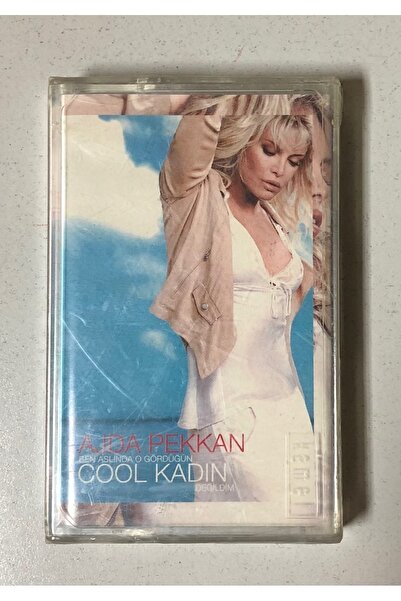 AJDA PEKKAN
BEN ASLINDA O GÖRDÜĞÜN
COOL KADIN
DEĞİLDİM